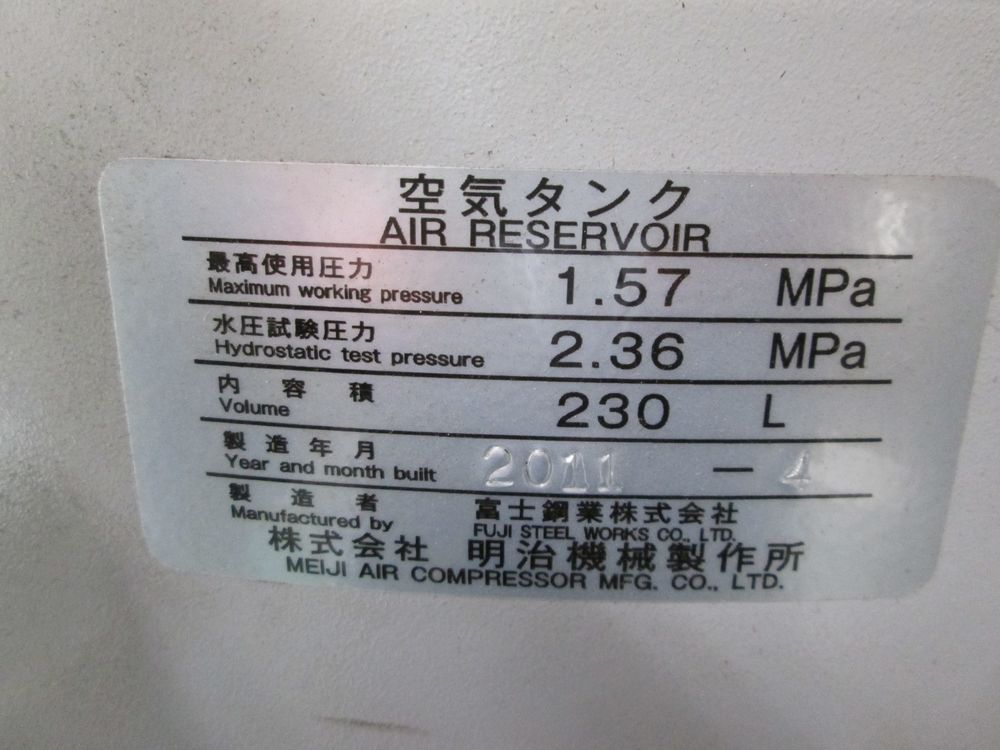 空気タンク
AIR RESERVOIR
最高使用圧力
Maximum working pressure 1.57 MPa
水圧試験圧力
Hydrostatic test pressure 2.36 MPa
内容積
Volume 230 L
製造年月
Year and month built 2011 - 4
製造者 富士鋼業株式会社
Manufactured by FUJI STEEL WORKS CO., LTD.
株式会社 明治機械製作所
MEIJI AIR COMPRESSOR MFG. CO., LTD.